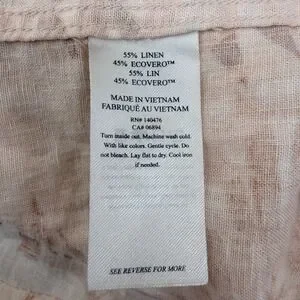 55% LINEN
45% ECOVERO™
55% LIN
45% ECOVERO™
MADE IN VIETNAM
FABRIQUÉ AU VIETNAM
RN# 140476
CA# 06894
Turn inside out. Machine wash cold.
With like colors. Gentle cycle. Do
not bleach. Lay flat to dry. Cool iron
if needed.
SEE REVERSE FOR MORE